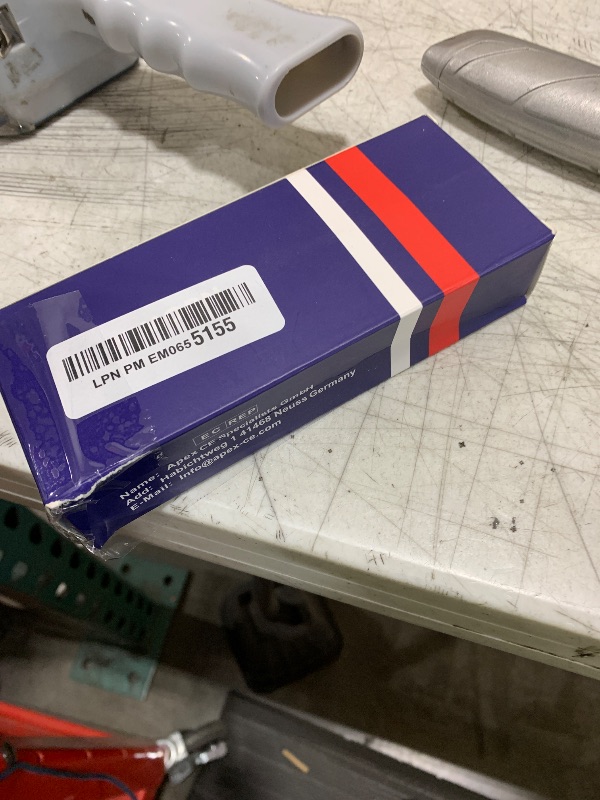 LPN PM EM065 5155
EC REP
Name: Apex CE Specialists GmbH
Add: Habichtweg 1 41468 Neuss Germany
E-Mail: Info@apex-ce.com